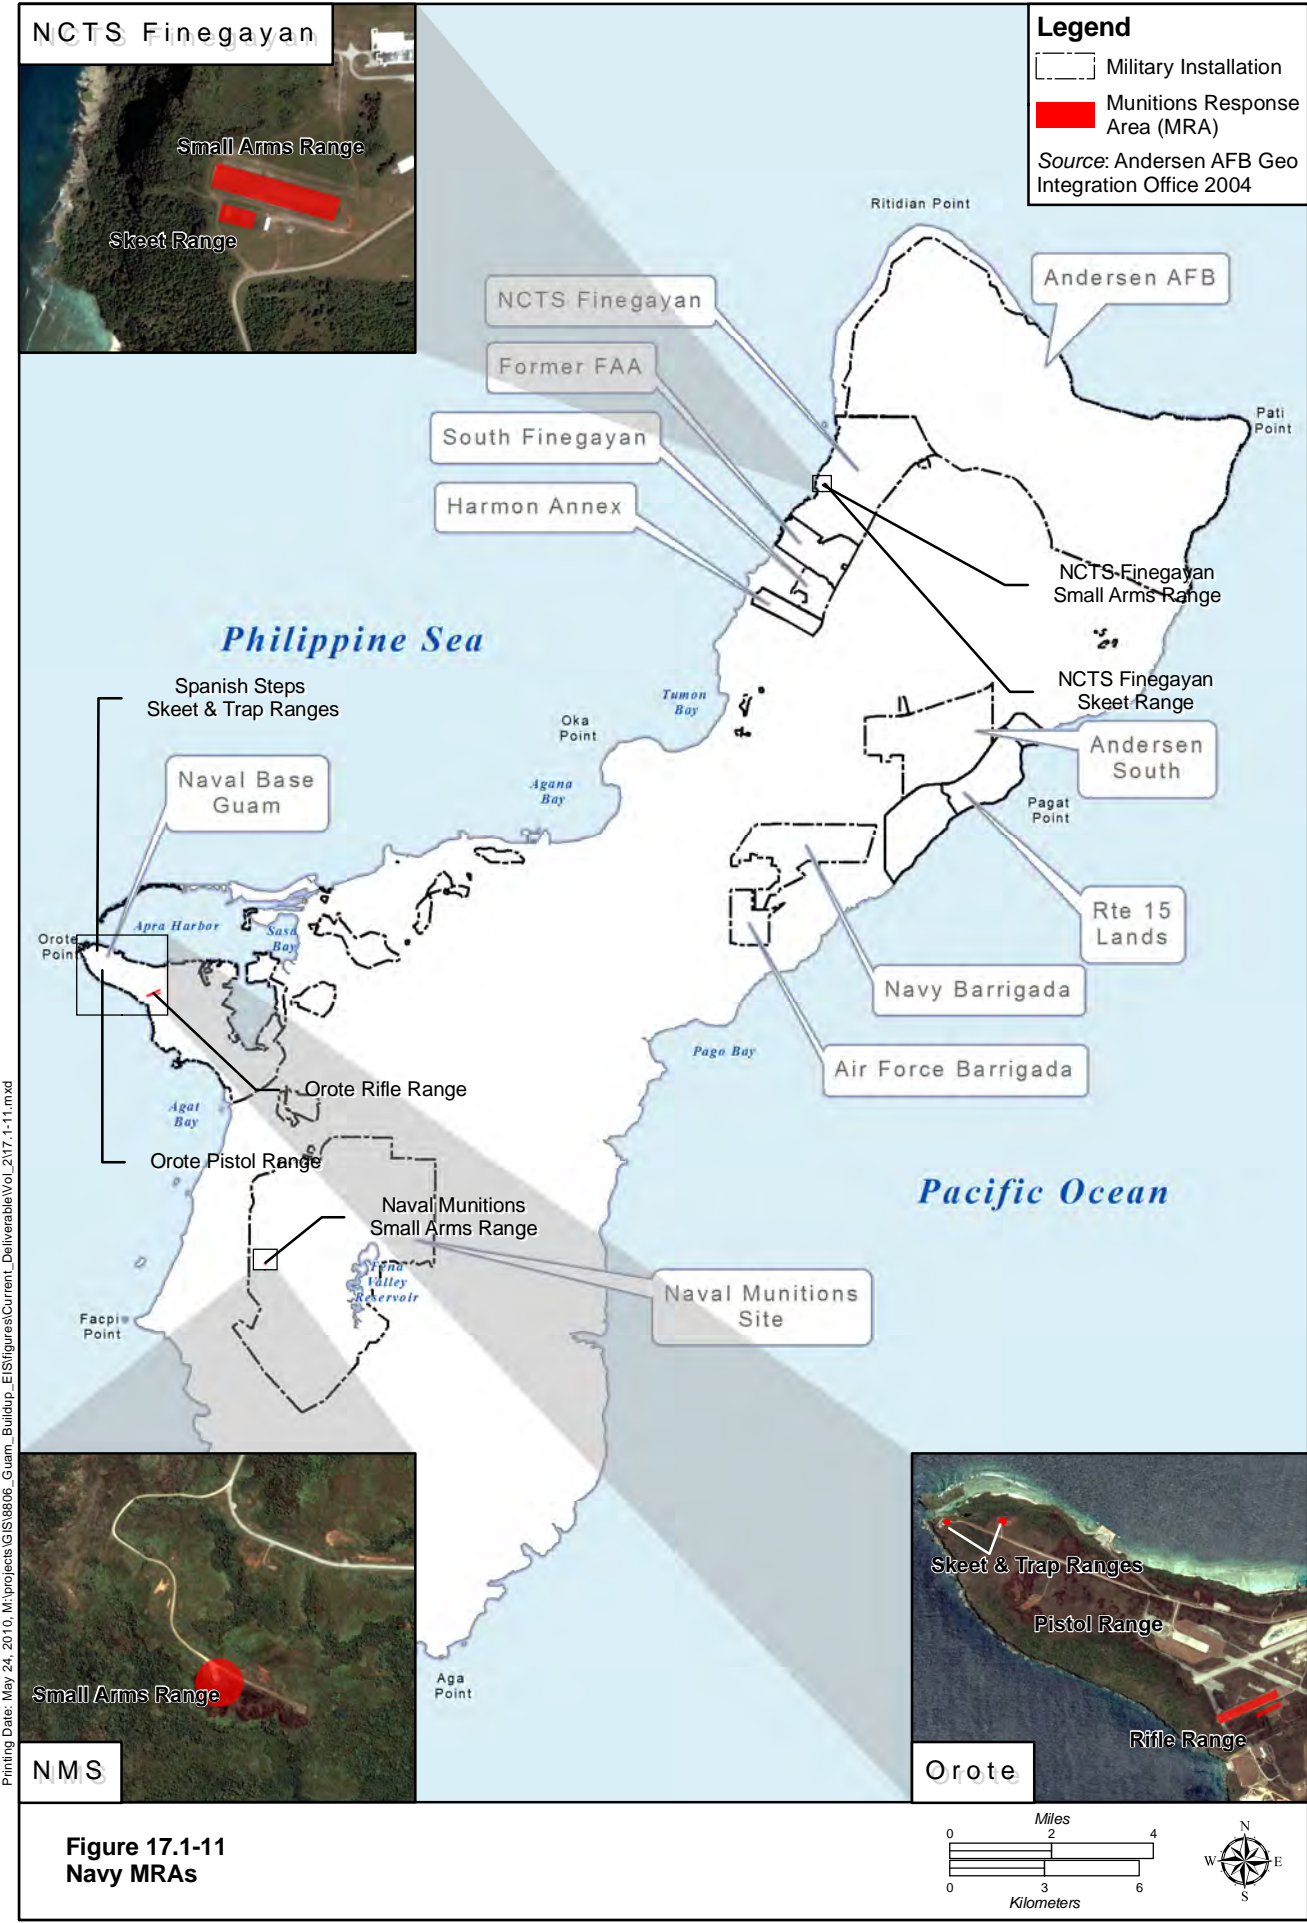 NCTS Finegayan
Small Arms Range
Skeet Range
Legend
Military Installation
Munitions Response
Area (MRA)
Source: Andersen AFB Geo
Integration Office 2004
Ritidian Point
Andersen AFB
NCTS Finegayan
Former FAA
South Finegayan
Harmon Annex
Pati
Point
NCTS Finegayan
Small Arms Range
Philippine Sea
NCTS Finegayan
Skeet Range
Spanish Steps
Skeet & Trap Ranges
Tumon
Bay
Oka
Point
Andersen
South
Naval Base
Guam
Agana
Bay
Pagat
Point
Rte 15
Lands
Apra Harbor
Sasa
Bay
Orote
Point
Navy Barrigada
Pago Bay
Air Force Barrigada
Orote Rifle Range
Agat
Bay
Orote Pistol Range
Pacific Ocean
Naval Munitions
Small Arms Range
Fena
Valley
Reservoir
Naval Munitions
Site
Facpi
Point
Aga
Point
Small Arms Range
NMS
Skeet & Trap Ranges
Pistol Range
Rifle Range
Orote
Printing Date: May 24, 2010, M:\projects\GIS\8806_Guam_Buildup_EIS\figures\Current_Deliverable\Vol_2\17.1-11.mxd
Figure 17.1-11
Navy MRAs
Miles
0 2 4
0 3 6
Kilometers
N
W E
S